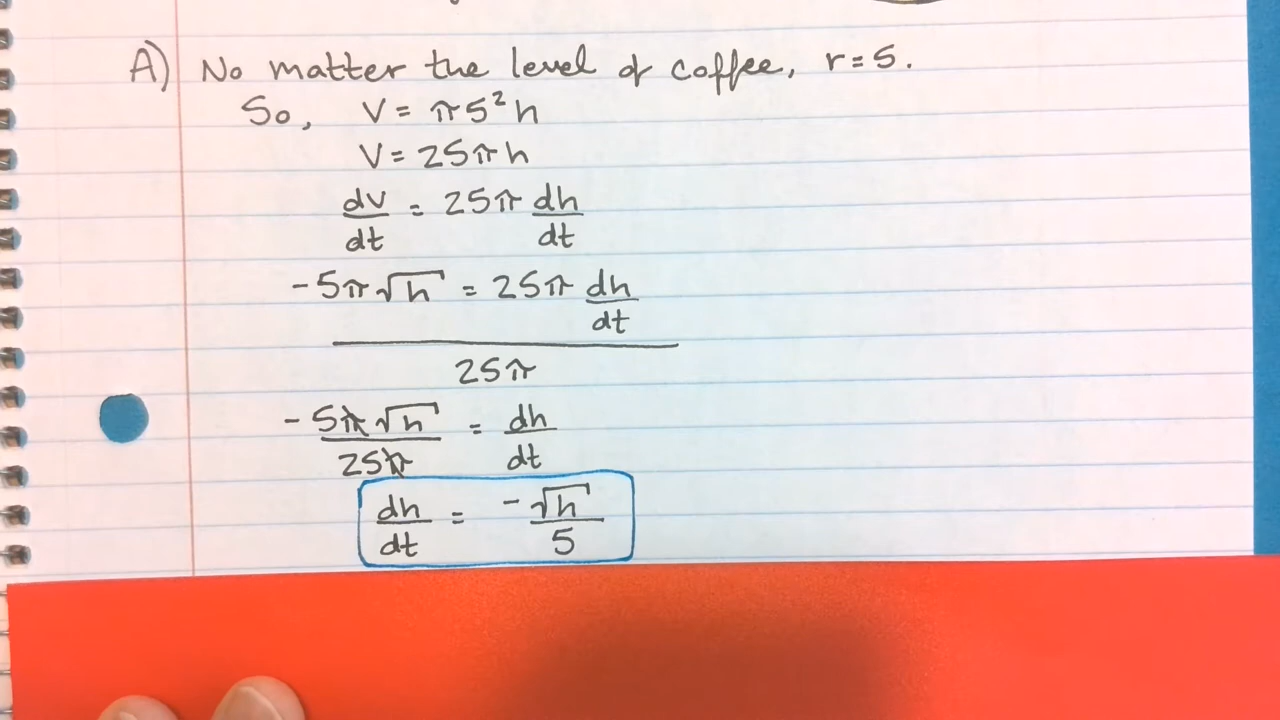 A) No matter the level of coffee, r = 5.
So, V = π5²h
V = 25πh
dV/dt = 25π dh/dt
-5π√h = 25π dh/dt
25π
-5π√h/25π = dh/dt
dh/dt = -√h/5